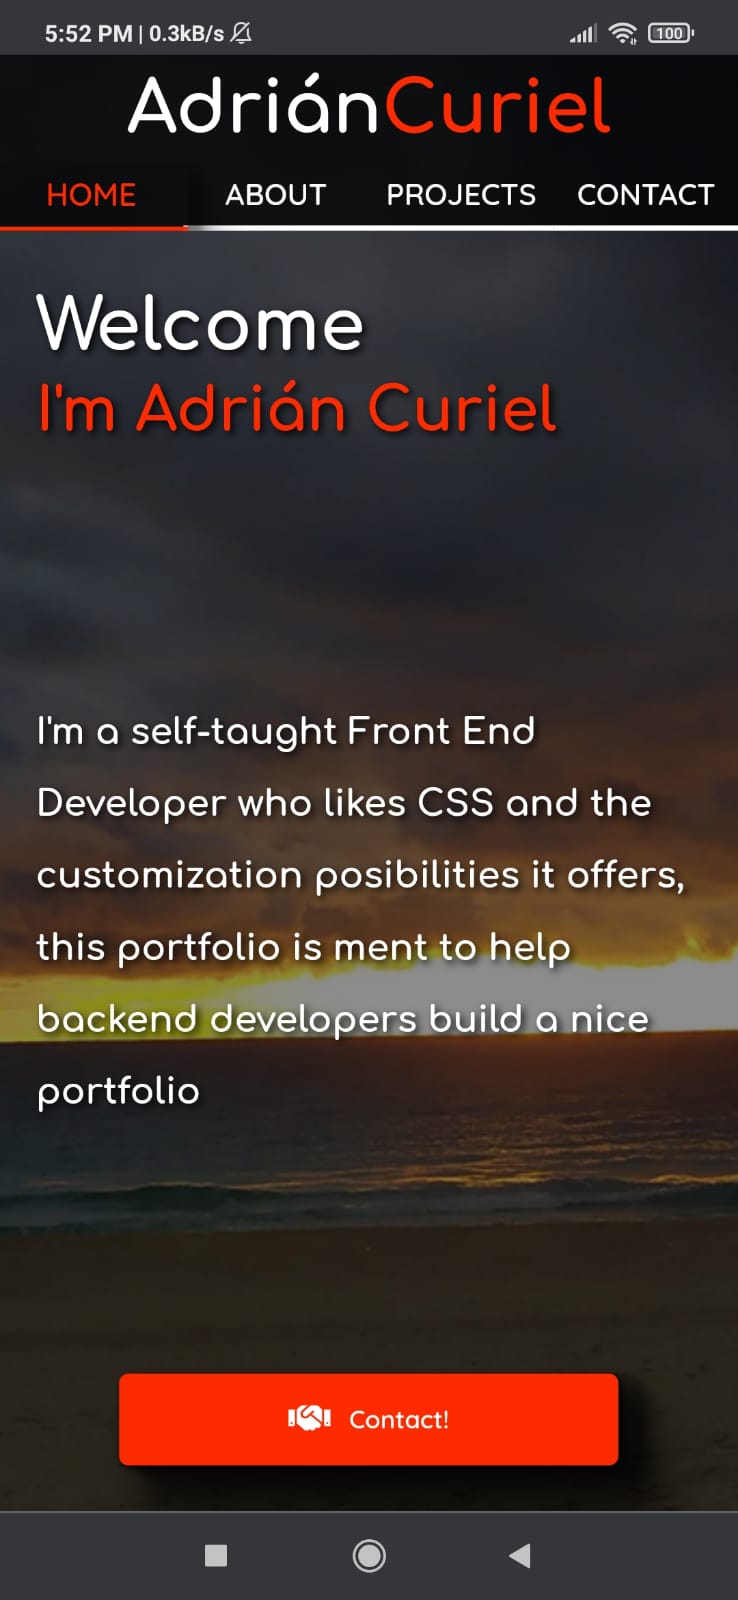 5:52 PM | 0.3kB/s
100
AdriánCuriel
HOME ABOUT PROJECTS CONTACT
Welcome
I'm Adrián Curiel
I'm a self-taught Front End
Developer who likes CSS and the
customization posibilities it offers,
this portfolio is ment to help
backend developers build a nice
portfolio
Contact!